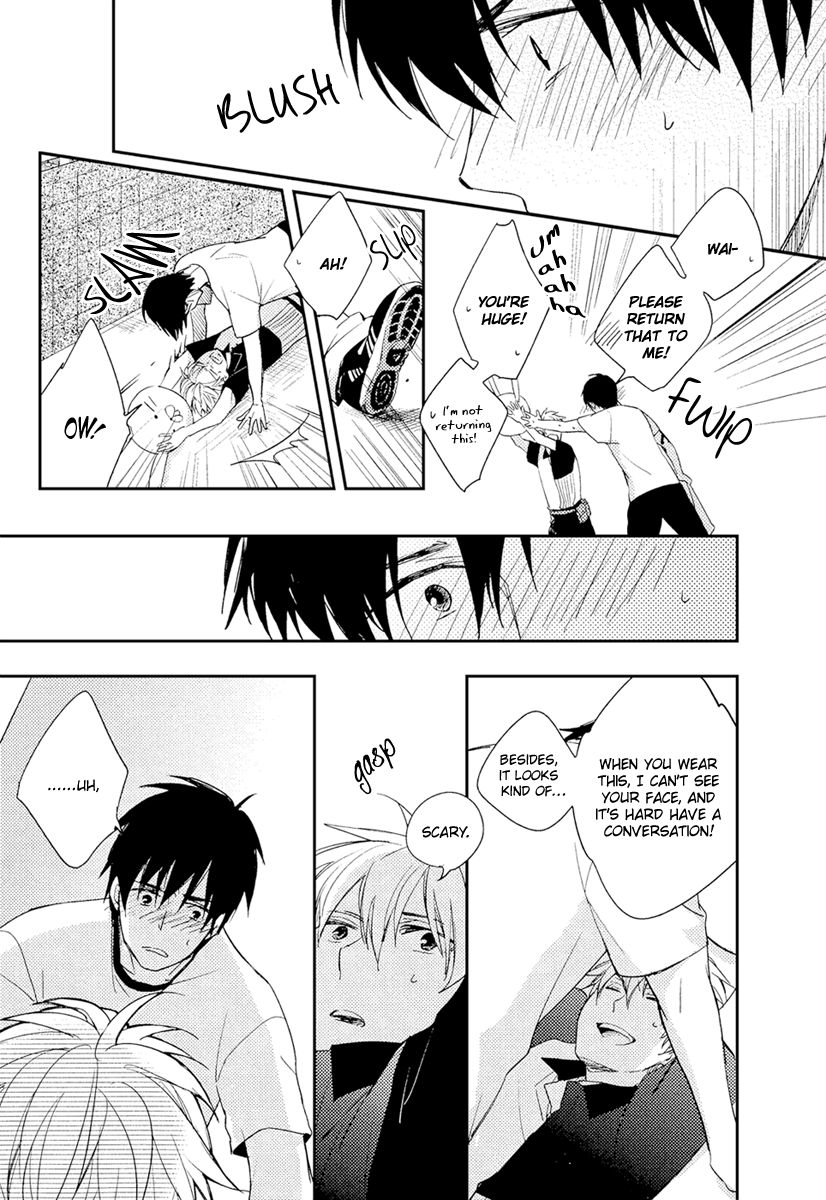 BLUSH
WAI-
PLEASE
RETURN
THAT TO
ME!
FWIP
Jm
ah
ah
ha
YOU'RE
HUGE!
I'm not
returning
this!
SLIP
AH!
SLAM
OW!
WHEN YOU WEAR
THIS, I CAN'T SEE
YOUR FACE, AND
IT'S HARD HAVE A
CONVERSATION!
BESIDES,
IT LOOKS
KIND OF...
SCARY.
gasp
......UH,